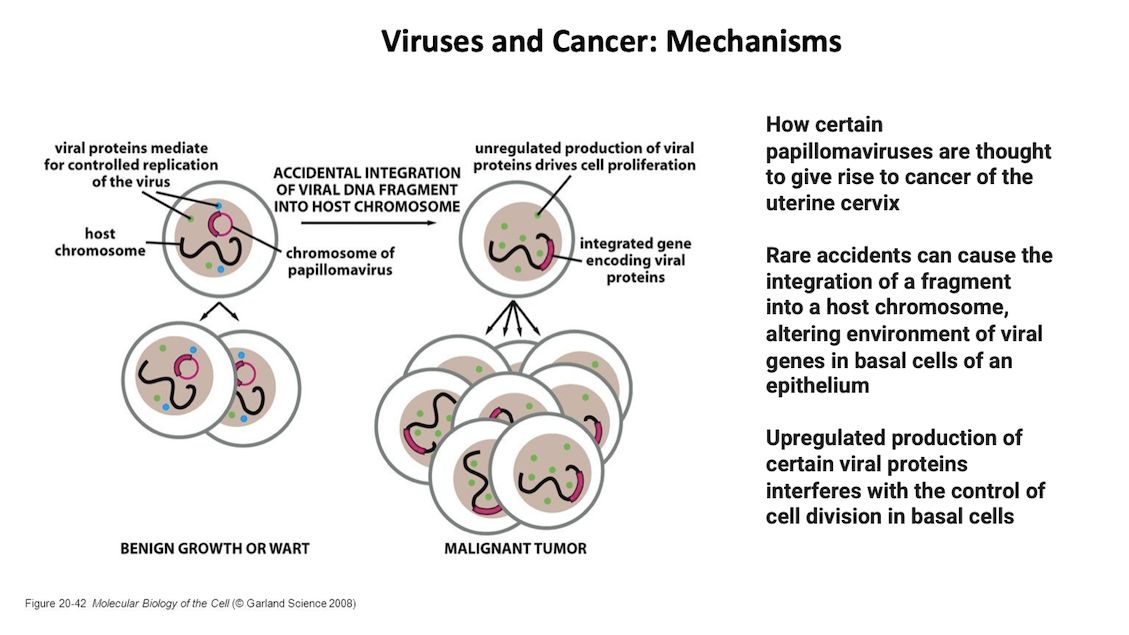 Viruses and Cancer: Mechanisms
viral proteins mediate
for controlled replication
of the virus
host
chromosome
chromosome of
papillomavirus
ACCIDENTAL INTEGRATION
OF VIRAL DNA FRAGMENT
INTO HOST CHROMOSOME
unregulated production of viral
proteins drives cell proliferation
integrated gene
encoding viral
proteins
BENIGN GROWTH OR WART
MALIGNANT TUMOR
How certain
papillomaviruses are thought
to give rise to cancer of the
uterine cervix
Rare accidents can cause the
integration of a fragment
into a host chromosome,
altering environment of viral
genes in basal cells of an
epithelium
Upregulated production of
certain viral proteins
interferes with the control of
cell division in basal cells
Figure 20-42 Molecular Biology of the Cell (© Garland Science 2008)